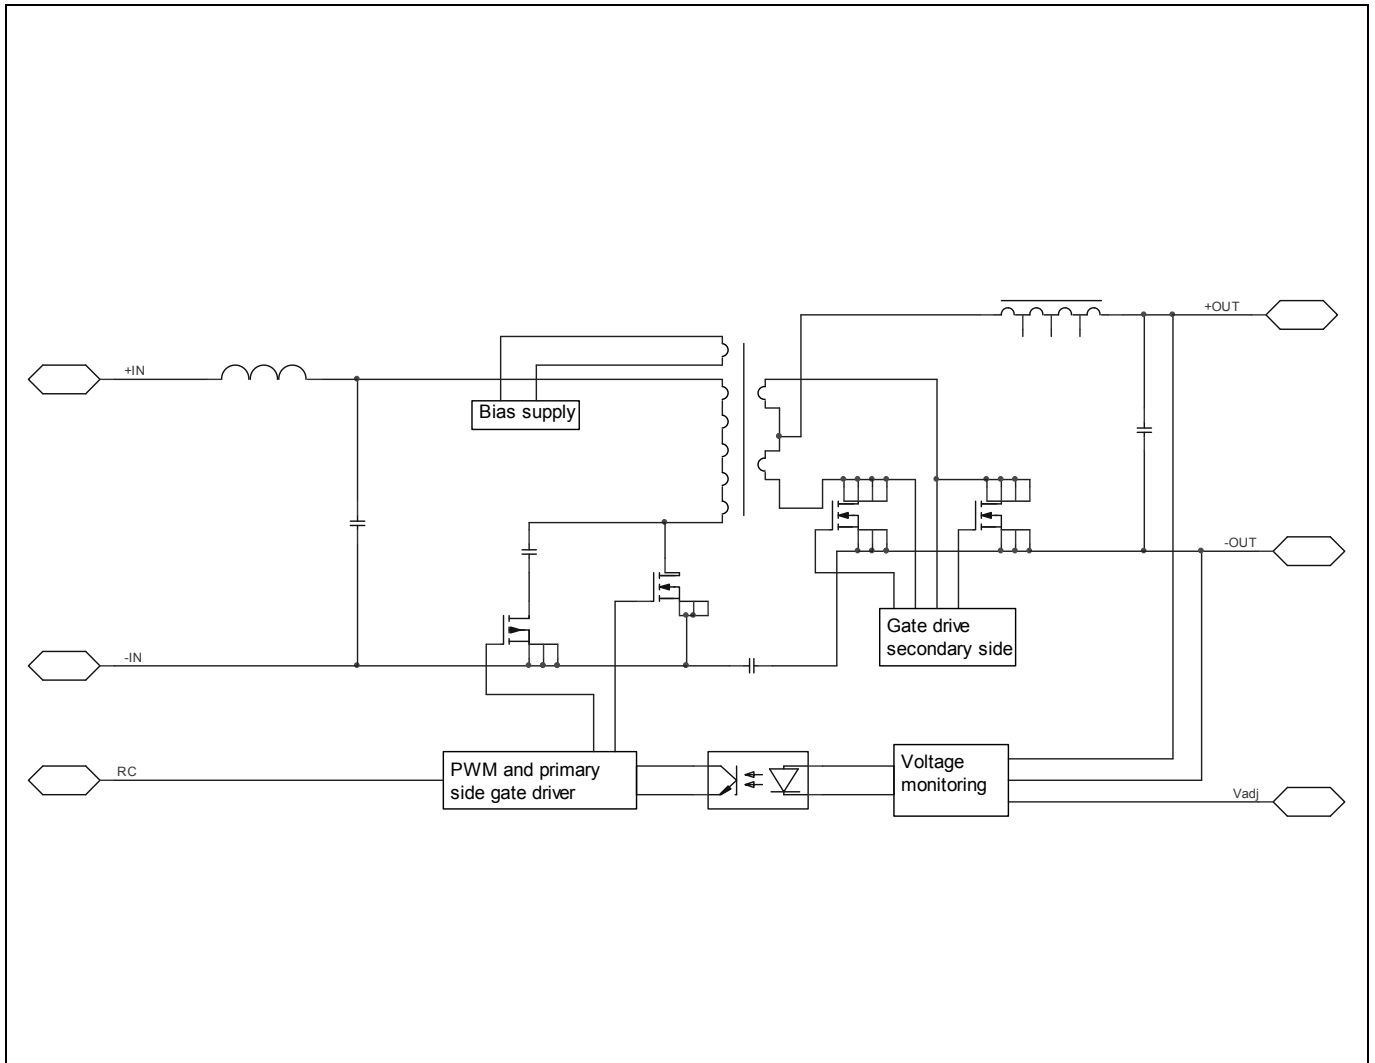 +OUT
+IN
Bias supply
-OUT
Gate drive
secondary side
-IN
RC
PWM and primary
side gate driver
Voltage
monitoring
Vadj